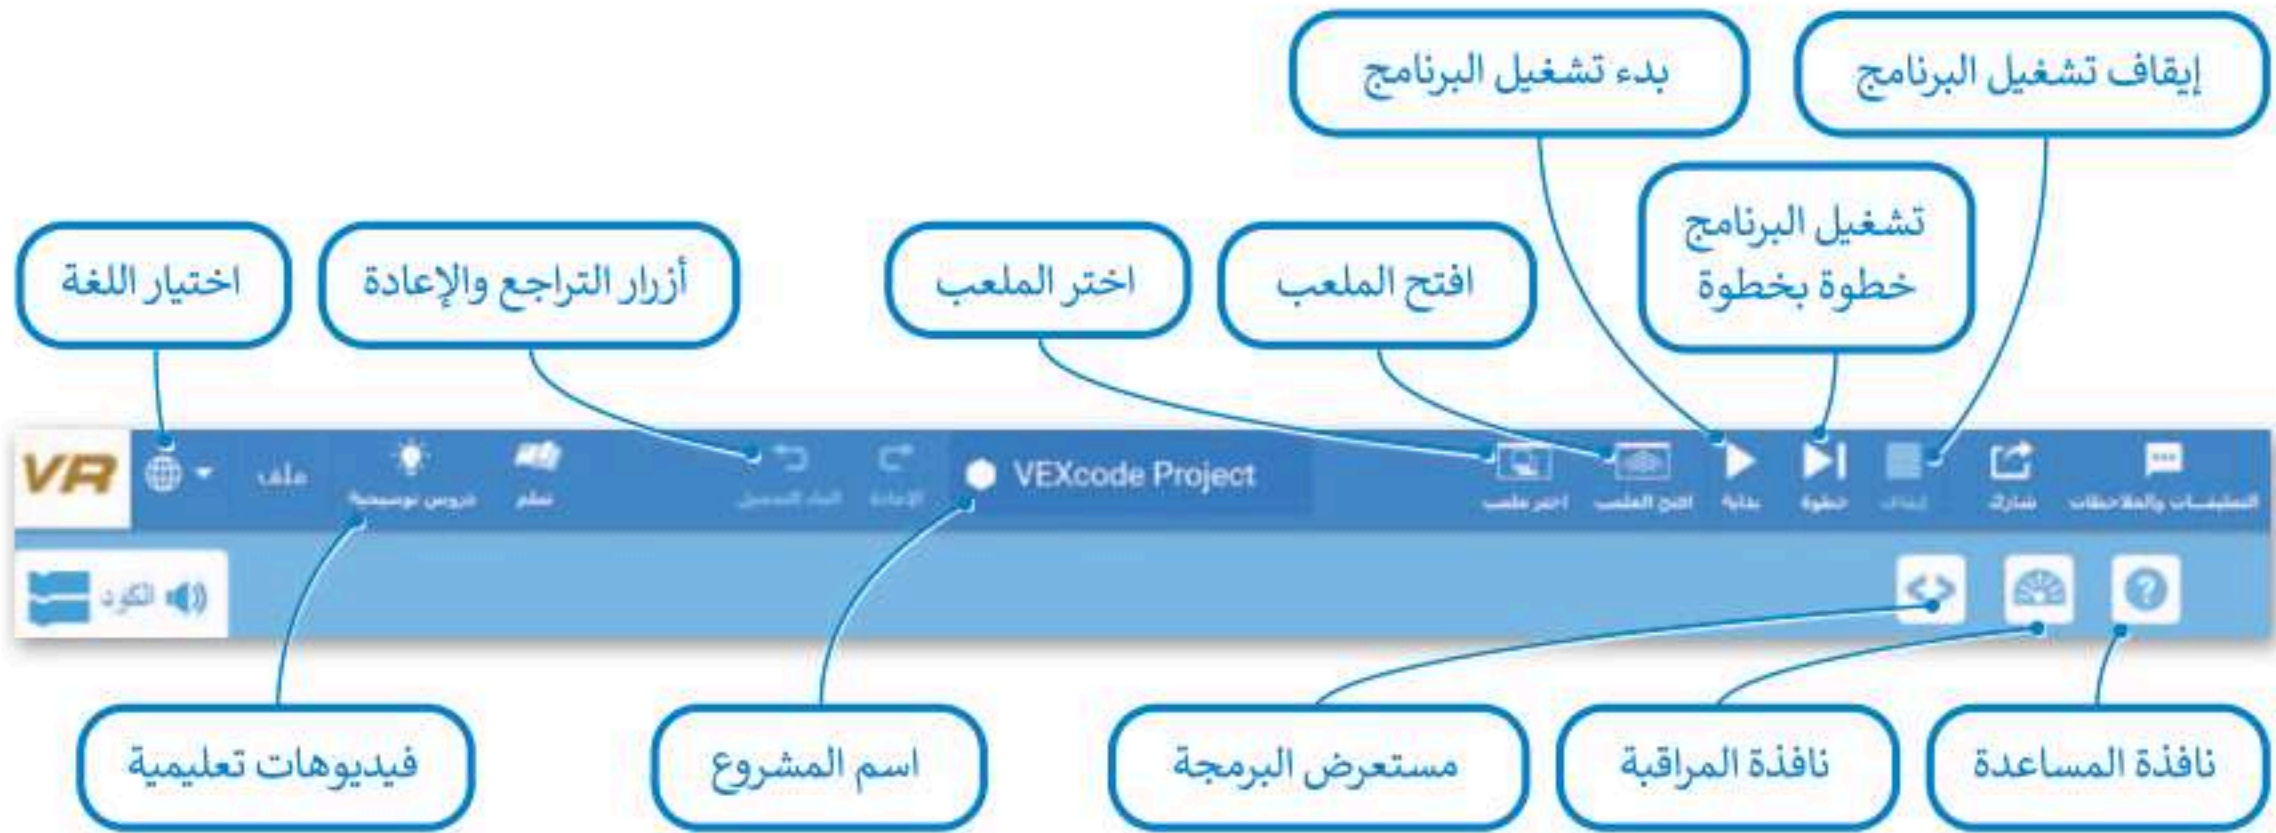 إيقاف تشغيل البرنامج
بدء تشغيل البرنامج
تشغيل البرنامج
خطوة بخطوة
افتح الملعب
اختر الملعب
أزرار التراجع والإعادة
اختيار اللغة
VR
ملف
دروس توضيحية
تعلم
الإعادة
VEXcode Project
اختر ملعب
افتح الملعب
بداية
خطوة
إيقاف
شارك
التعليقات والملاحظات
الكود
نافذة المساعدة
نافذة المراقبة
مستعرض البرمجة
اسم المشروع
فيديوهات تعليمية